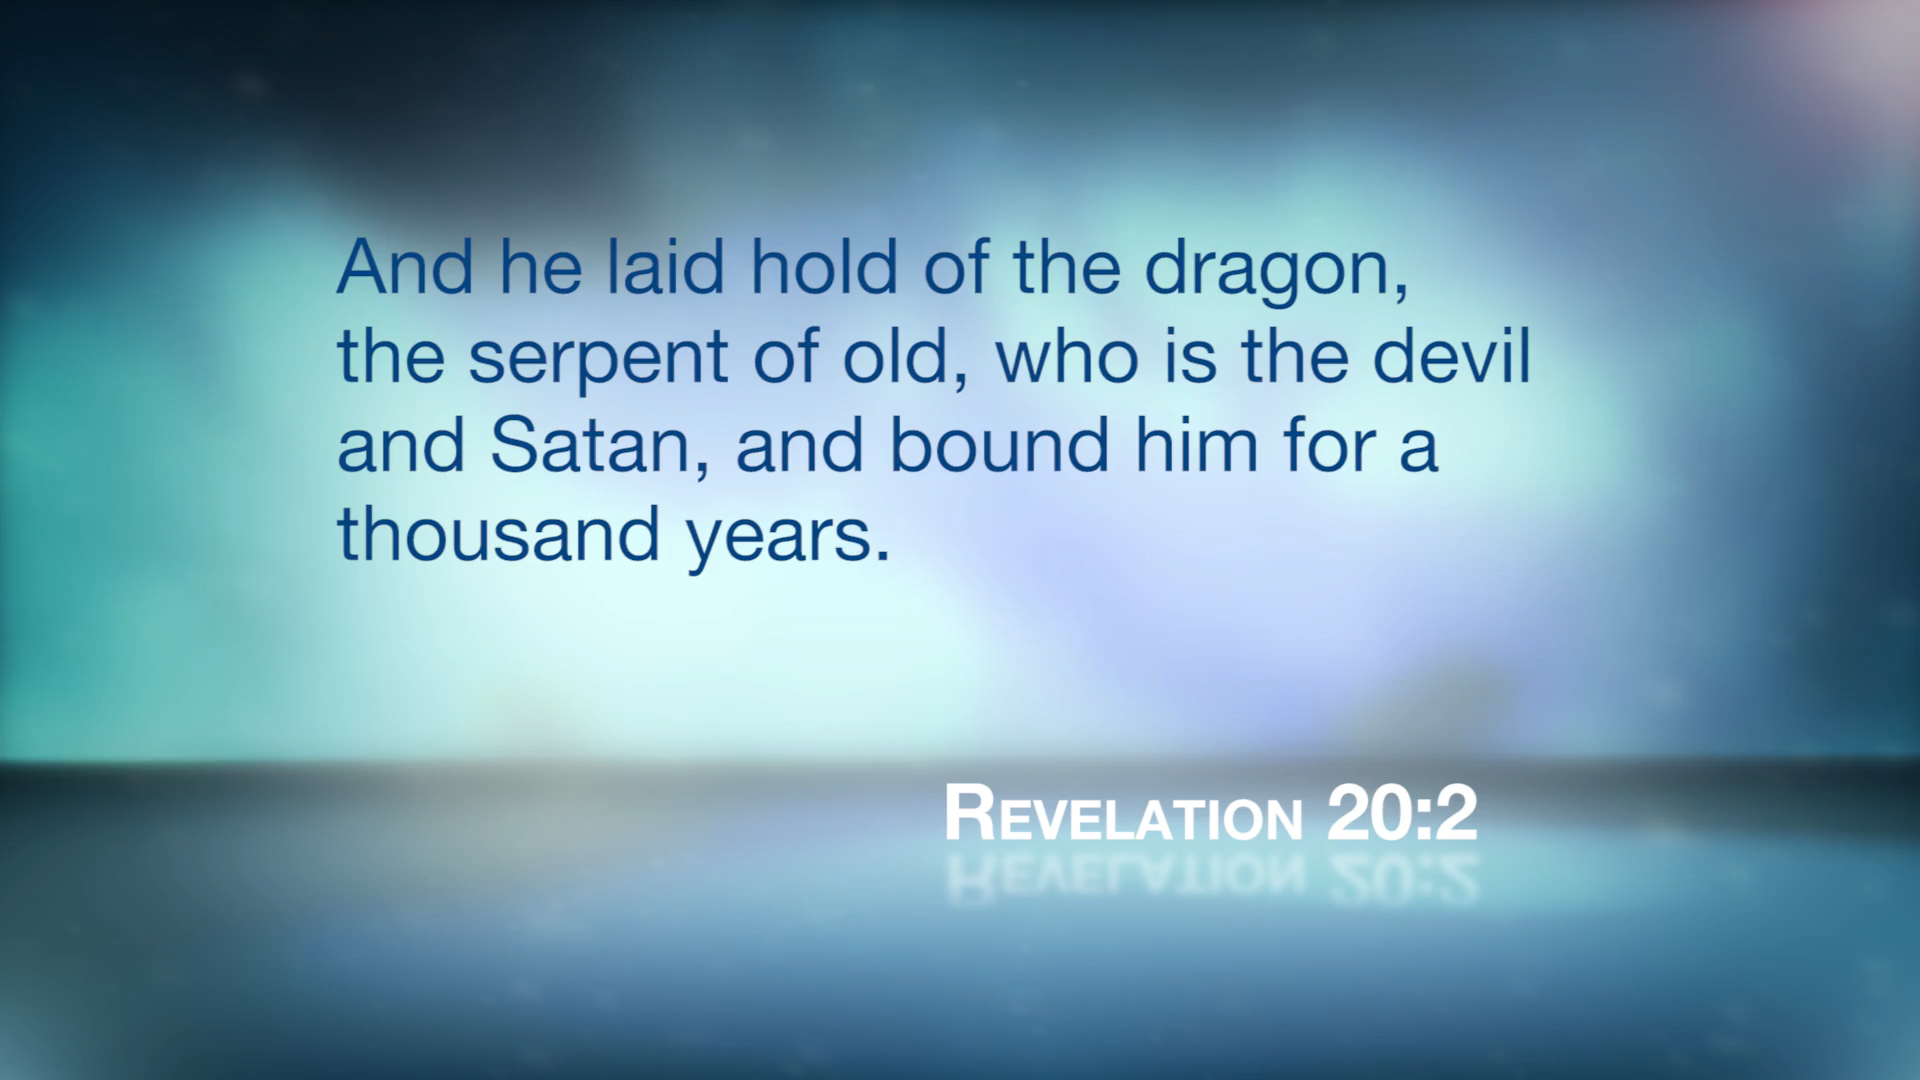 And he laid hold of the dragon,
the serpent of old, who is the devil
and Satan, and bound him for a
thousand years.
REVELATION 20:2